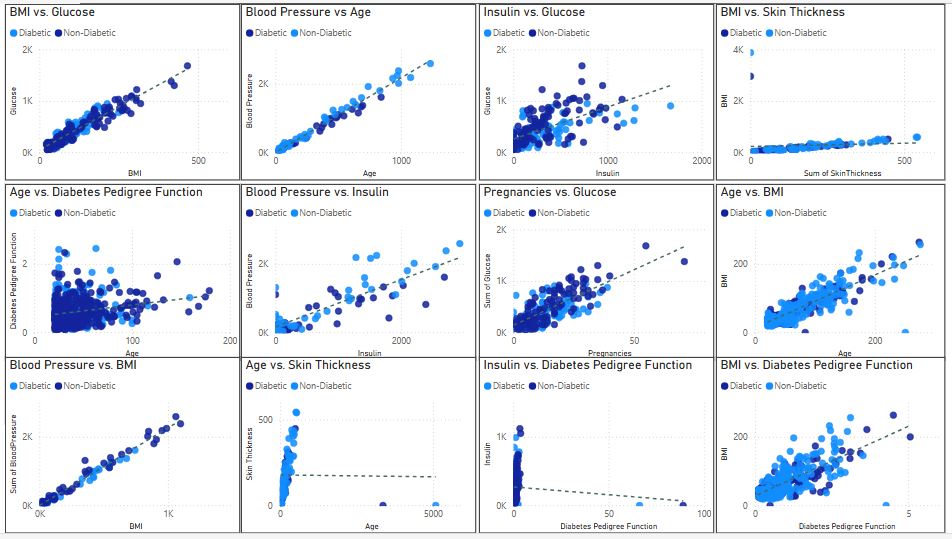 BMI vs. Glucose
Diabetic Non-Diabetic
2K
1K
0K
Glucose
0 500
BMI
Blood Pressure vs Age
Diabetic Non-Diabetic
2K
0K
Blood Pressure
0 1000
Age
Insulin vs. Glucose
Diabetic Non-Diabetic
2K
1K
0K
Glucose
0 1000 2000
Insulin
BMI vs. Skin Thickness
Diabetic Non-Diabetic
4K
2K
0K
BMI
0 500
Sum of SkinThickness
Age vs. Diabetes Pedigree Function
Diabetic Non-Diabetic
2
0
Diabetes Pedigree Function
0 100 200
Age
Blood Pressure vs. Insulin
Diabetic Non-Diabetic
2K
0K
Blood Pressure
0 2000
Insulin
Pregnancies vs. Glucose
Diabetic Non-Diabetic
2K
1K
0K
Sum of Glucose
0 50
Pregnancies
Age vs. BMI
Diabetic Non-Diabetic
200
0
BMI
0 200
Age
Blood Pressure vs. BMI
Diabetic Non-Diabetic
2K
0K
Sum of BloodPressure
0K 1K
BMI
Age vs. Skin Thickness
Diabetic Non-Diabetic
500
0
Skin Thickness
0 5000
Age
Insulin vs. Diabetes Pedigree Function
Diabetic Non-Diabetic
1K
0K
Insulin
0 50 100
Diabetes Pedigree Function
BMI vs. Diabetes Pedigree Function
Diabetic Non-Diabetic
200
0
BMI
0 5
Diabetes Pedigree Function